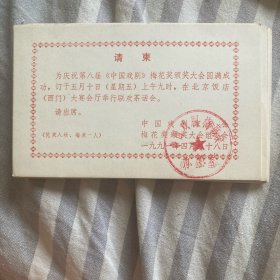 请柬
为庆祝第八届《中国戏剧》梅花奖颁奖大会圆满成
功，订于五月十日（星期五）上午九时，在北京饭店
（西门）大宴会厅举行联欢茶话会。
请出席。
中国戏剧
（凭柬入场，每柬一人）
梅花奖颁奖大会组委会
一九九一年四月二十八日